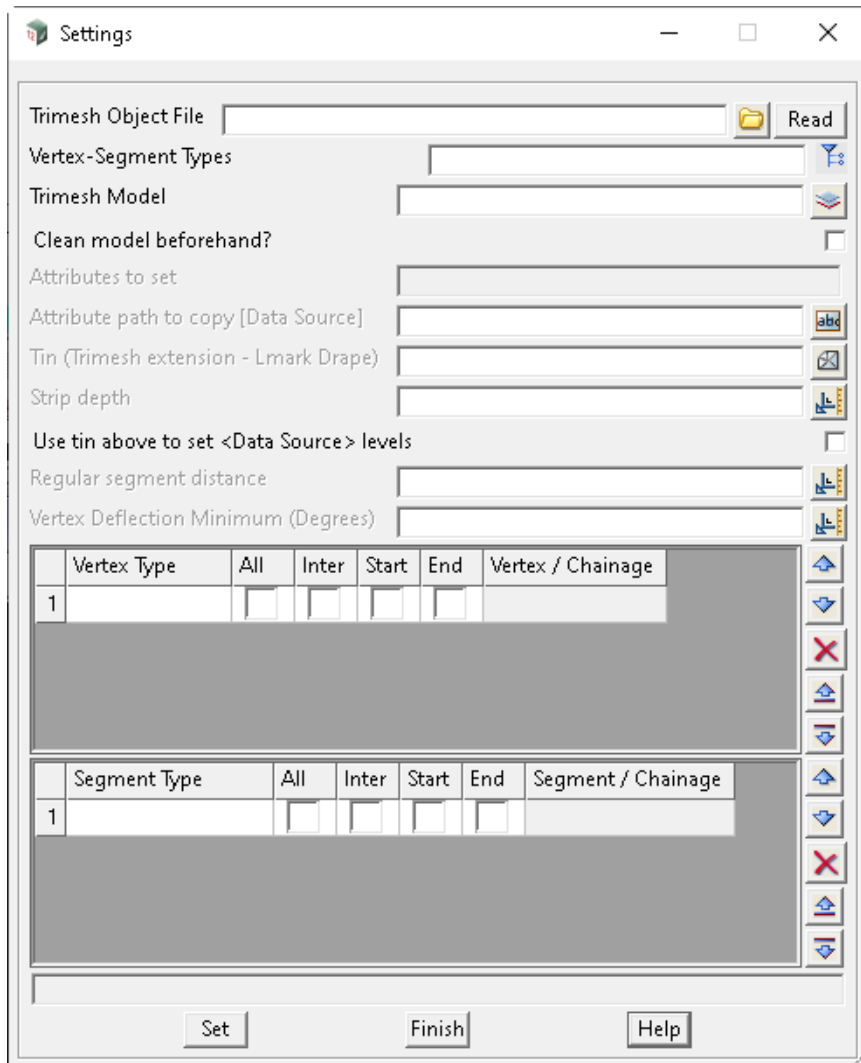 Settings
Trimesh Object File Read
Vertex-Segment Types
Trimesh Model
Clean model beforehand?
Attributes to set
Attribute path to copy [Data Source] abc
Tin (Trimesh extension - Lmark Drape)
Strip depth
Use tin above to set <Data Source> levels
Regular segment distance
Vertex Deflection Minimum (Degrees)
Vertex Type All Inter Start End Vertex / Chainage
1
Segment Type All Inter Start End Segment / Chainage
1
Set Finish Help